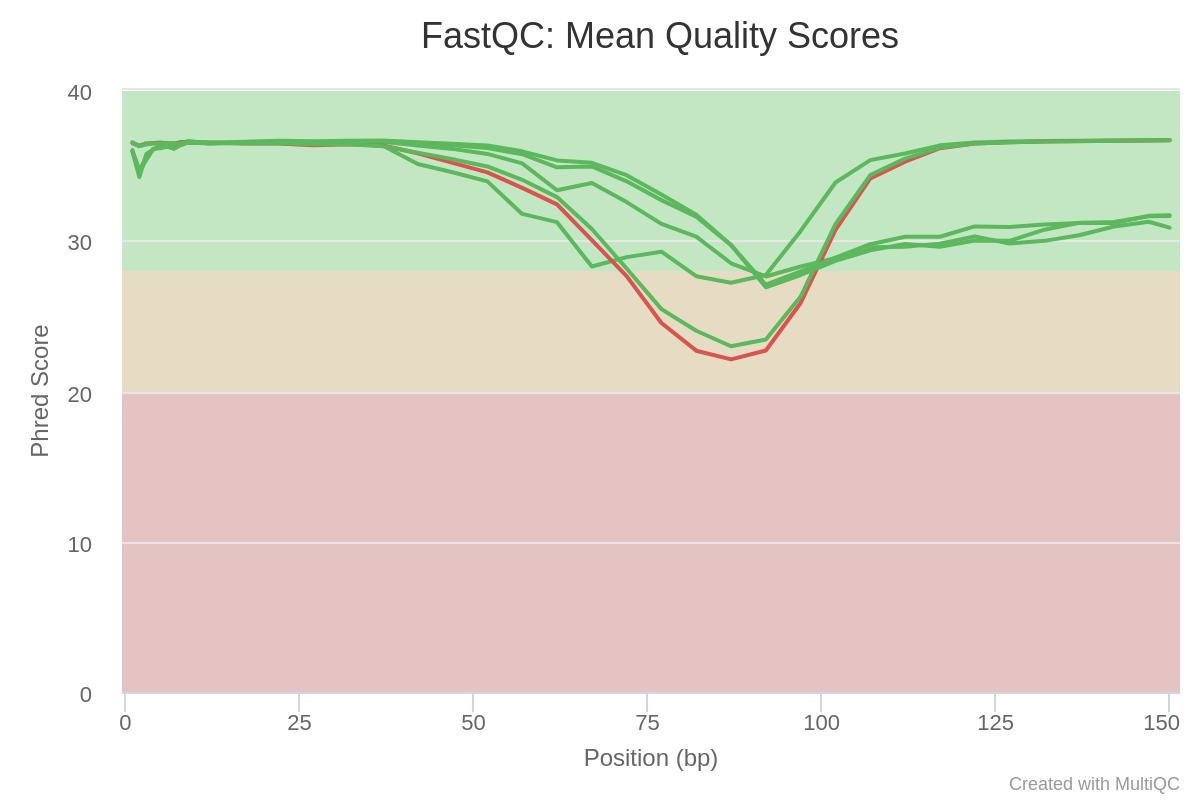 FastQC: Mean Quality Scores
40
30
20
10
0
Phred Score
0 25 50 75 100 125 150
Position (bp)
Created with MultiQC